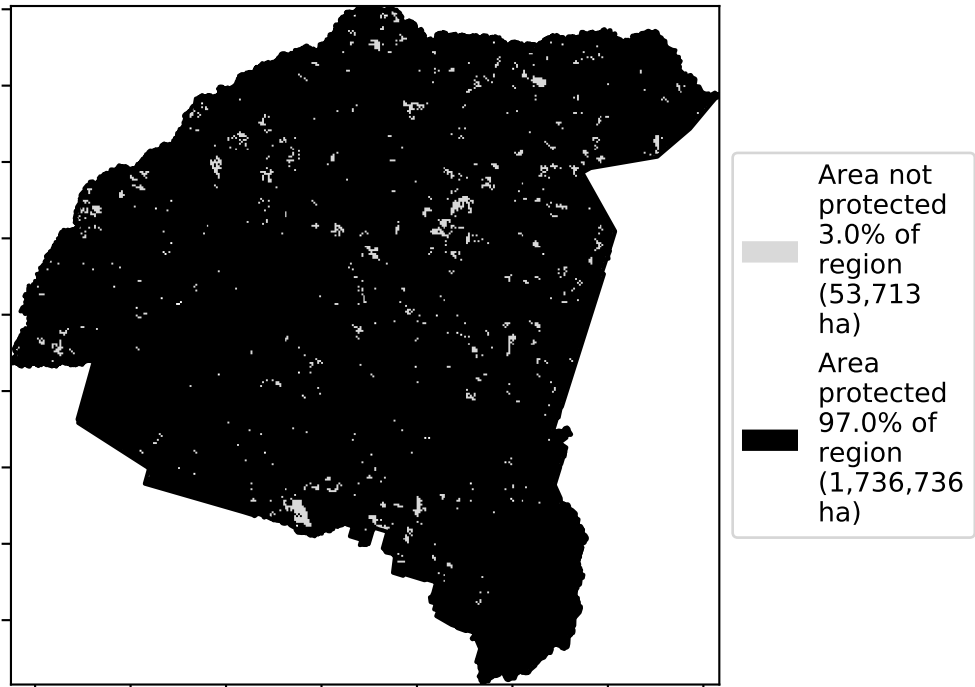 Area not
protected
3.0% of
region
(53,713
ha)
Area
protected
97.0% of
region
(1,736,736
ha)